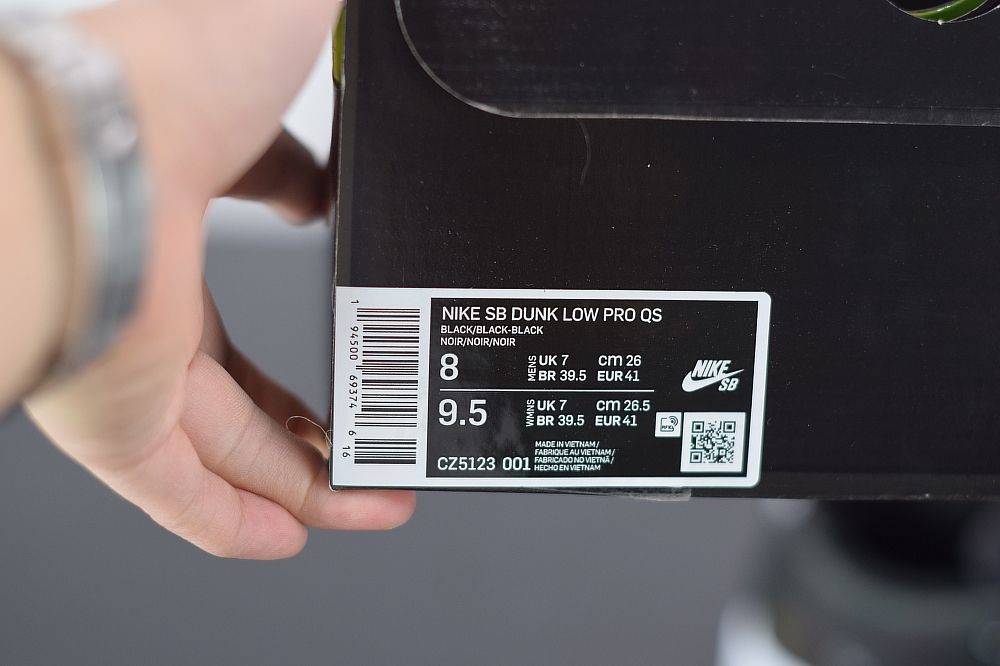 NIKE SB DUNK LOW PRO QS
BLACK/BLACK-BLACK
NOIR/NOIR/NOIR
8 MENS UK 7 cm 26
BR 39.5 EUR 41
9.5 WMNS UK 7 cm 26.5
BR 39.5 EUR 41
NIKE SB
RFID
CZ5123 001
MADE IN VIETNAM/
FABRIQUE AU VIETNAM/
FABRICADO NO VIETNÃ/
HECHO EN VIETNAM
1 94500 69374 6 16